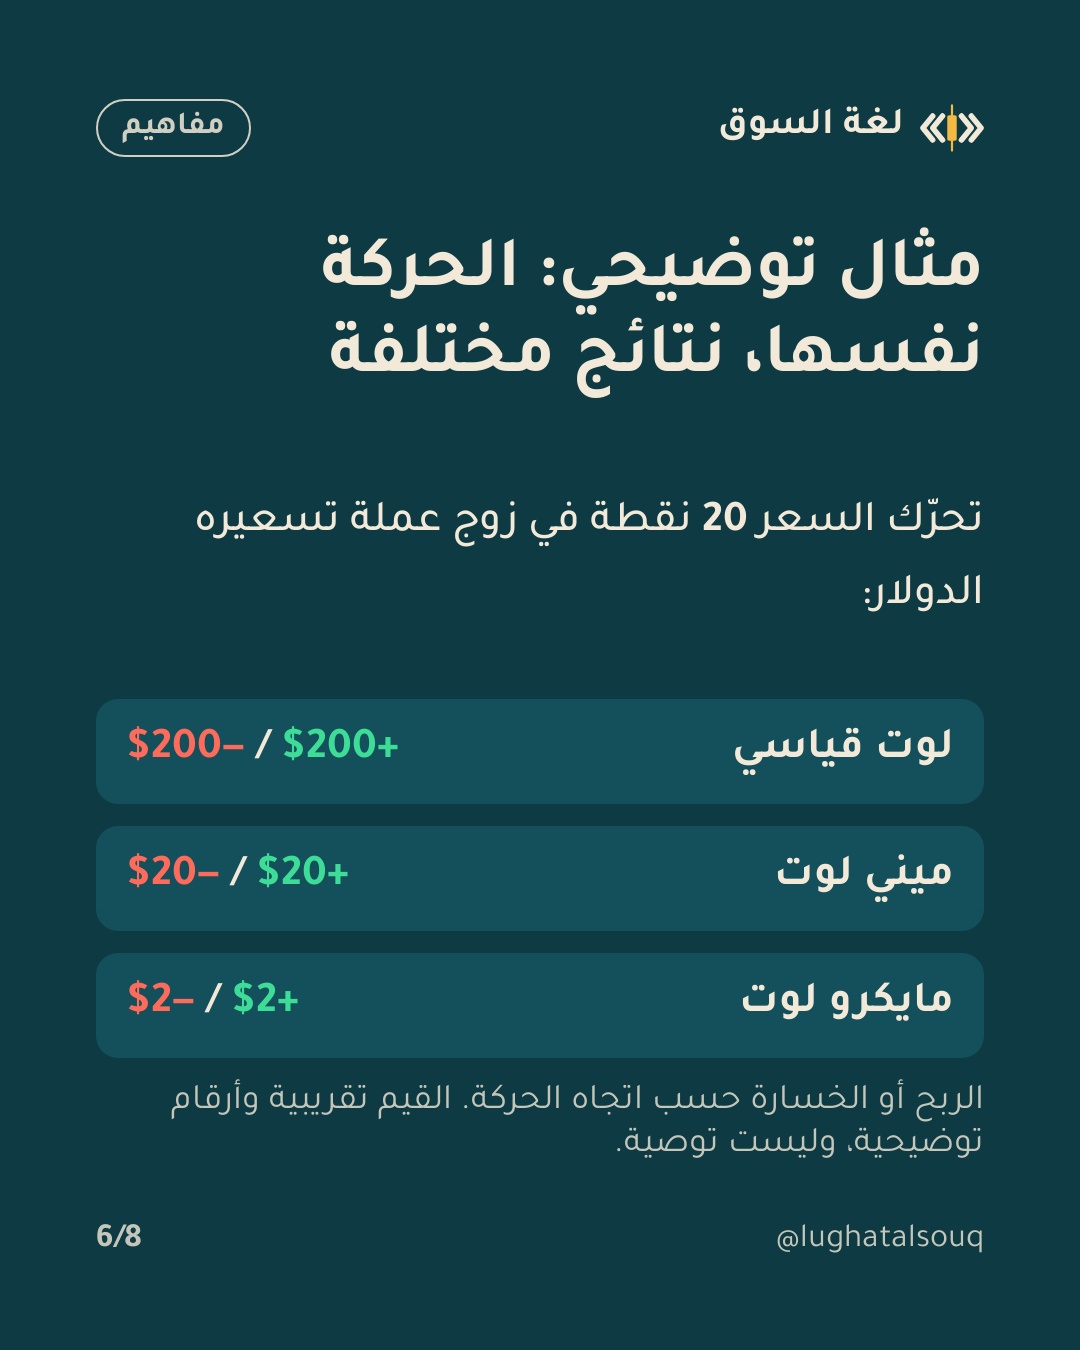 لغة السوق
مفاهيم
مثال توضيحي: الحركة
نفسها، نتائج مختلفة
تحرّك السعر 20 نقطة في زوج عملة تسعيره
الدولار:
لوت قياسي +200$ / –200$
ميني لوت +20$ / –20$
مايكرو لوت +2$ / –2$
الربح أو الخسارة حسب اتجاه الحركة. القيم تقريبية وأرقام
توضيحية، وليست توصية.
@lughatalsouq
6/8